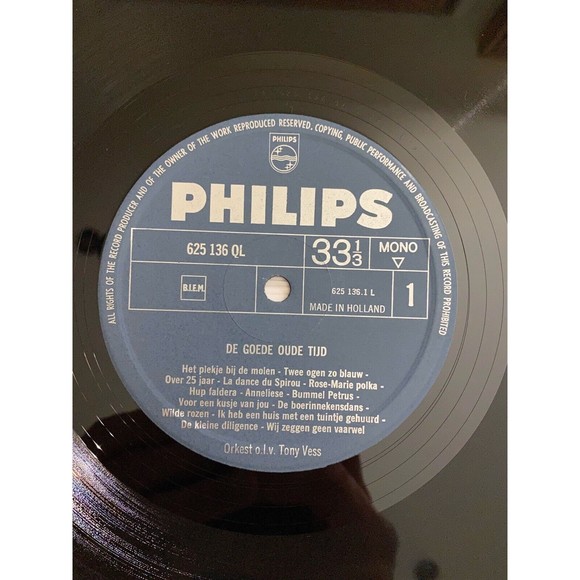 ALL RIGHTS OF THE RECORD PRODUCER AND OF THE OWNER OF THE WORK REPRODUCED RESERVED. COPYING, PUBLIC PERFORMANCE AND BROADCASTING OF THIS RECORD PROHIBITED
PHILIPS
PHILIPS
625 136 QL
33 1/3
MONO
B.I.E.M.
625 136.1 L
MADE IN HOLLAND
1
DE GOEDE OUDE TIJD
Het plekje bij de molen - Twee ogen zo blauw -
Over 25 jaar - La dance du Spirou - Rose-Marie polka -
Hup faldera - Anneliese - Bummel Petrus -
Voor een kusje van jou - De boerinnekensdans -
Wilde rozen - Ik heb een huis met een tuintje gehuurd -
De kleine diligence - Wij zeggen geen vaarwel
Orkest o.l.v. Tony Vess